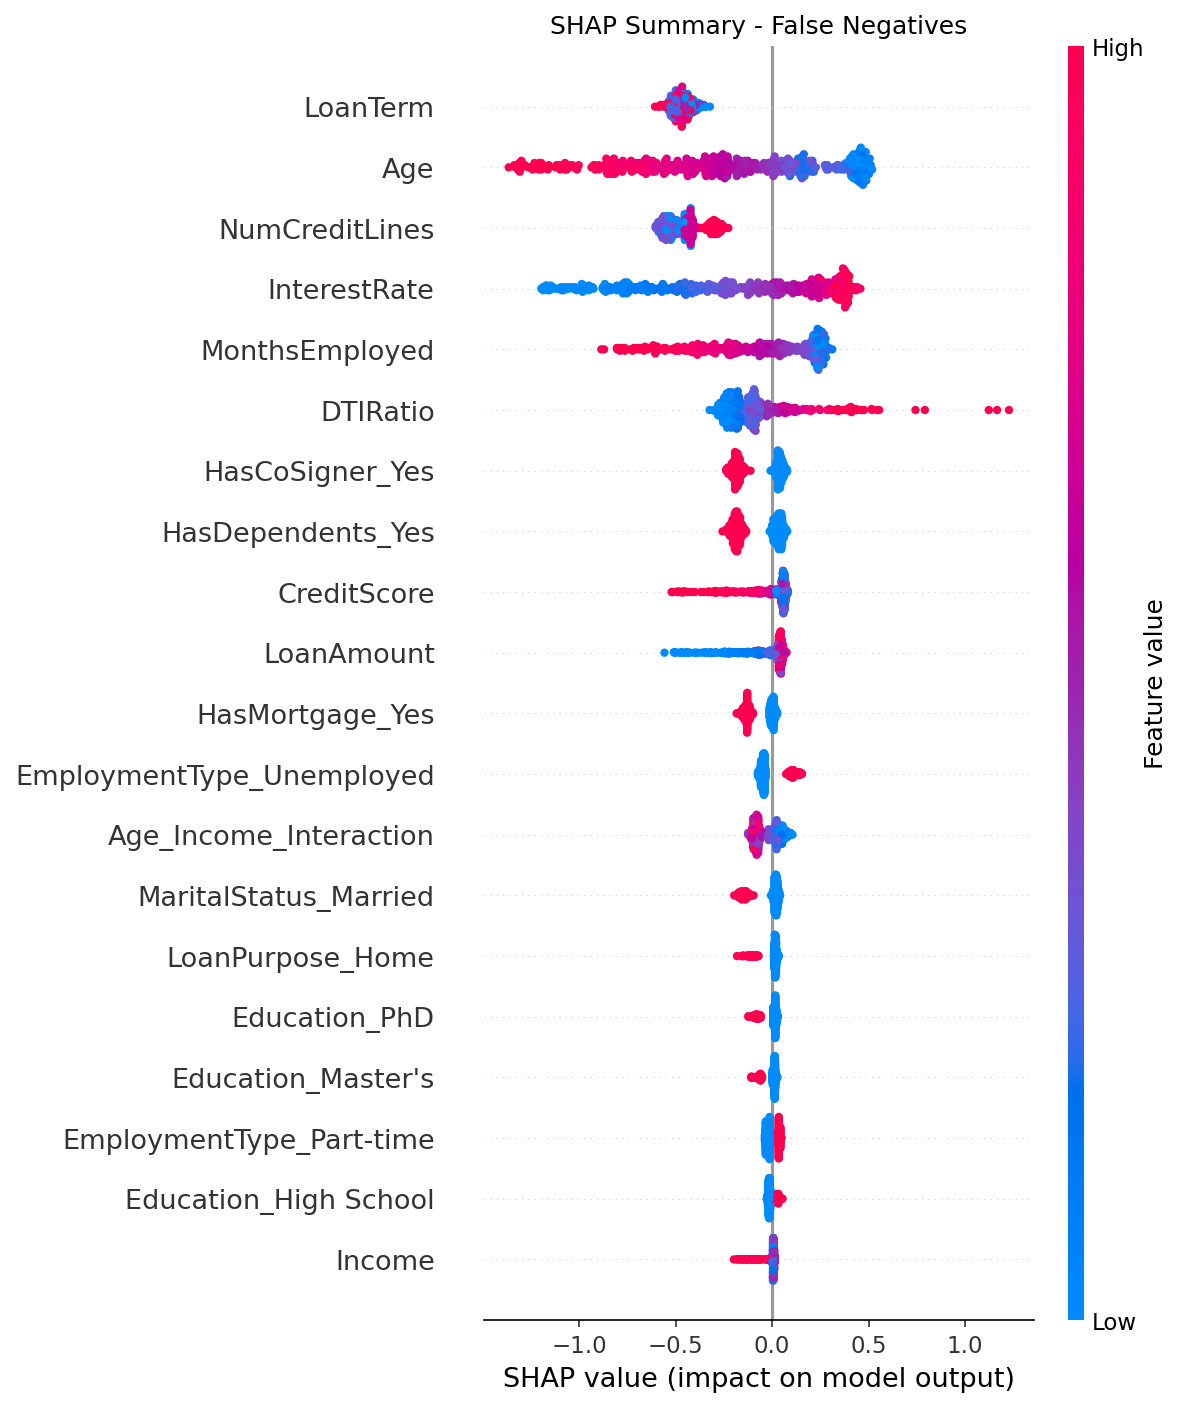 SHAP Summary - False Negatives
High
LoanTerm
Age
NumCreditLines
InterestRate
MonthsEmployed
DTIRatio
HasCoSigner_Yes
HasDependents_Yes
CreditScore
LoanAmount
HasMortgage_Yes
EmploymentType_Unemployed
Age_Income_Interaction
MaritalStatus_Married
LoanPurpose_Home
Education_PhD
Education_Master's
EmploymentType_Part-time
Education_High School
Income
Feature value
Low
−1.0 −0.5 0.0 0.5 1.0
SHAP value (impact on model output)